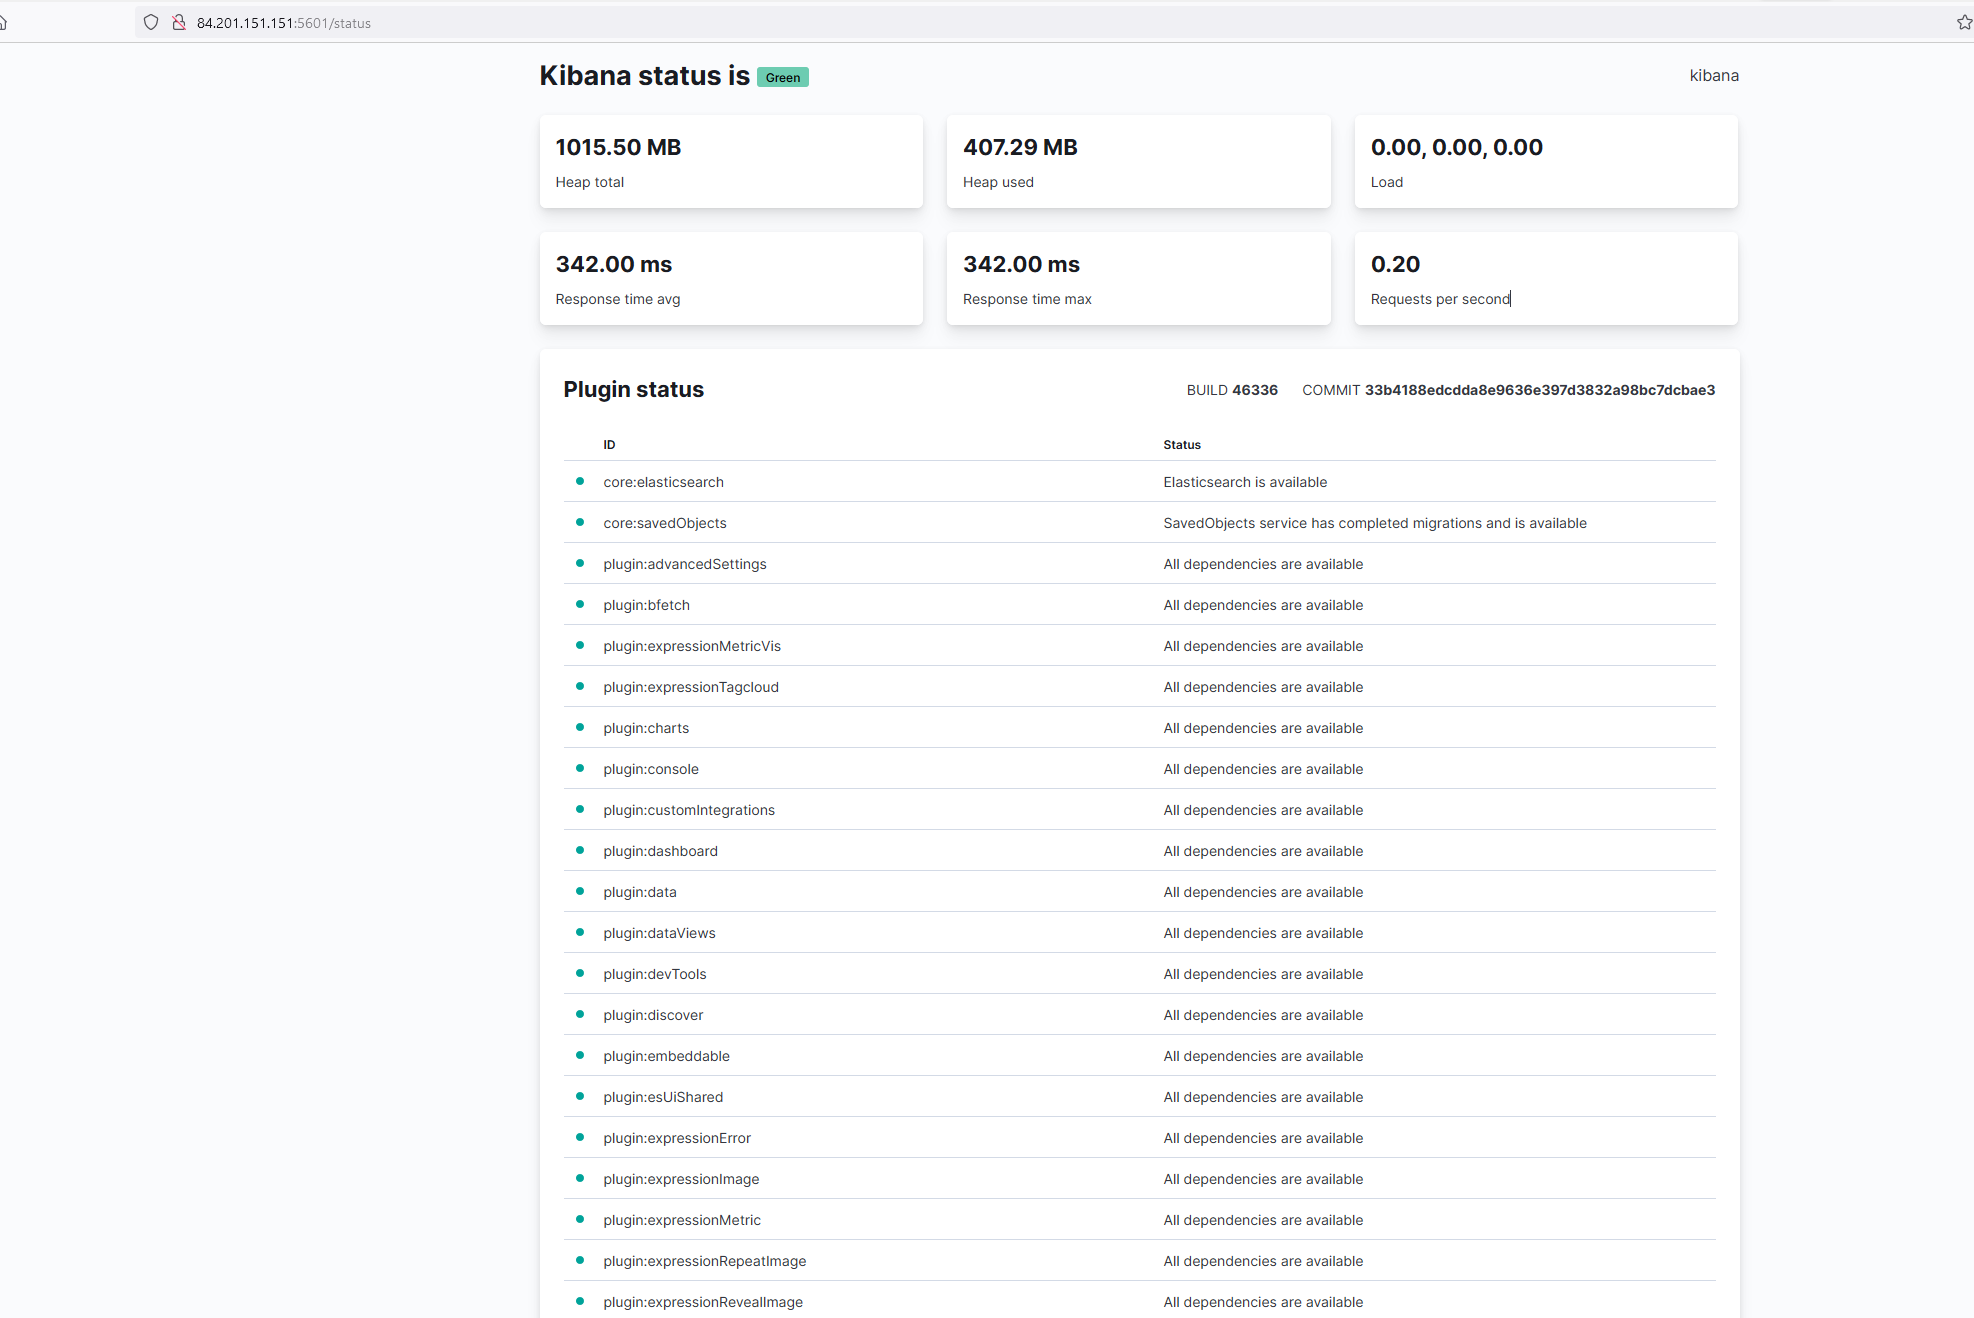 84.201.151.151:5601/status
Kibana status is Green
kibana
1015.50 MB
Heap total
407.29 MB
Heap used
0.00, 0.00, 0.00
Load
342.00 ms
Response time avg
342.00 ms
Response time max
0.20
Requests per second
Plugin status
BUILD 46336 COMMIT 33b4188edcdda8e9636e397d3832a98bc7dcbae3
ID Status
core:elasticsearch Elasticsearch is available
core:savedObjects SavedObjects service has completed migrations and is available
plugin:advancedSettings All dependencies are available
plugin:bfetch All dependencies are available
plugin:expressionMetricVis All dependencies are available
plugin:expressionTagcloud All dependencies are available
plugin:charts All dependencies are available
plugin:console All dependencies are available
plugin:customIntegrations All dependencies are available
plugin:dashboard All dependencies are available
plugin:data All dependencies are available
plugin:dataViews All dependencies are available
plugin:devTools All dependencies are available
plugin:discover All dependencies are available
plugin:embeddable All dependencies are available
plugin:esUiShared All dependencies are available
plugin:expressionError All dependencies are available
plugin:expressionImage All dependencies are available
plugin:expressionMetric All dependencies are available
plugin:expressionRepeatImage All dependencies are available
plugin:expressionRevealImage All dependencies are available